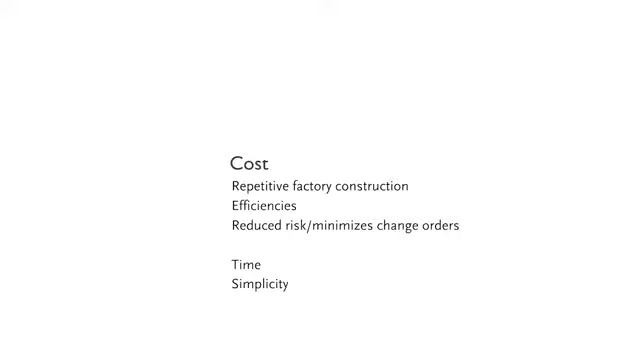 Cost
Repetitive factory construction
Efficiencies
Reduced risk/minimizes change orders
Time
Simplicity